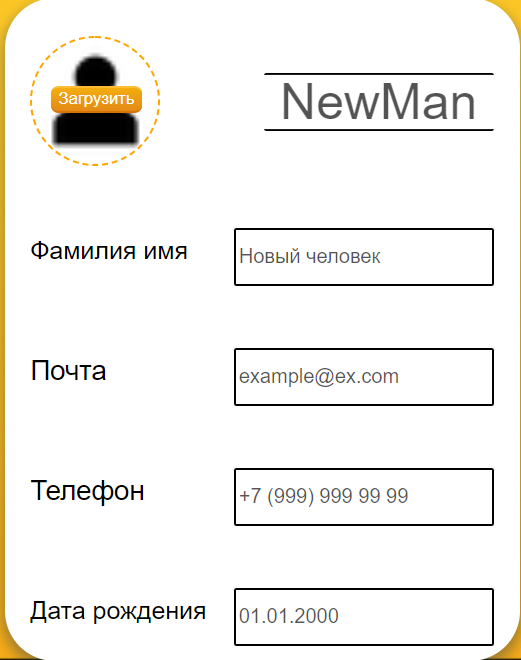 Загрузить
NewMan
Фамилия имя
Новый человек
Почта
example@ex.com
Телефон
+7 (999) 999 99 99
Дата рождения
01.01.2000